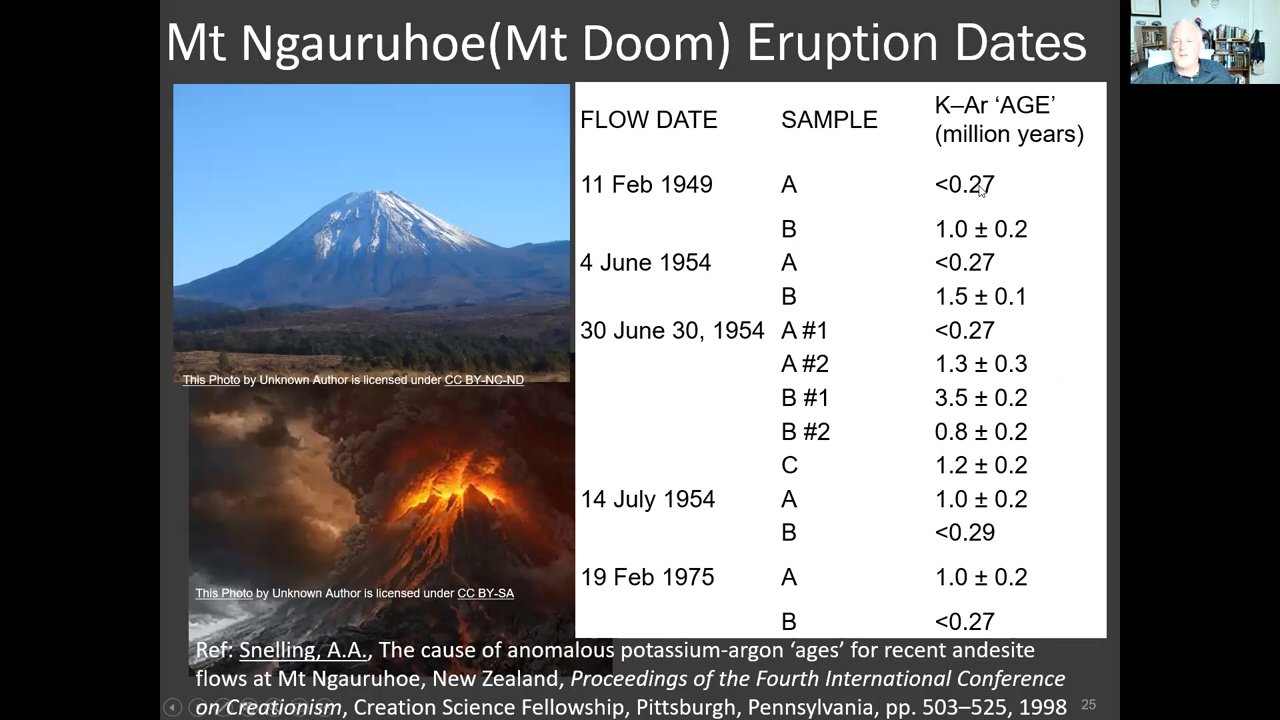 Mt Ngauruhoe(Mt Doom) Eruption Dates
FLOW DATE SAMPLE K–Ar ‘AGE’ (million years)
11 Feb 1949 A <0.27
B 1.0 ± 0.2
4 June 1954 A <0.27
B 1.5 ± 0.1
30 June 30, 1954 A #1 <0.27
A #2 1.3 ± 0.3
B #1 3.5 ± 0.2
B #2 0.8 ± 0.2
C 1.2 ± 0.2
14 July 1954 A 1.0 ± 0.2
B <0.29
19 Feb 1975 A 1.0 ± 0.2
B <0.27
This Photo by Unknown Author is licensed under CC BY-NC-ND
This Photo by Unknown Author is licensed under CC BY-SA
Ref: Snelling, A.A., The cause of anomalous potassium-argon ‘ages’ for recent andesite
flows at Mt Ngauruhoe, New Zealand, Proceedings of the Fourth International Conference
on Creationism, Creation Science Fellowship, Pittsburgh, Pennsylvania, pp. 503–525, 1998
25